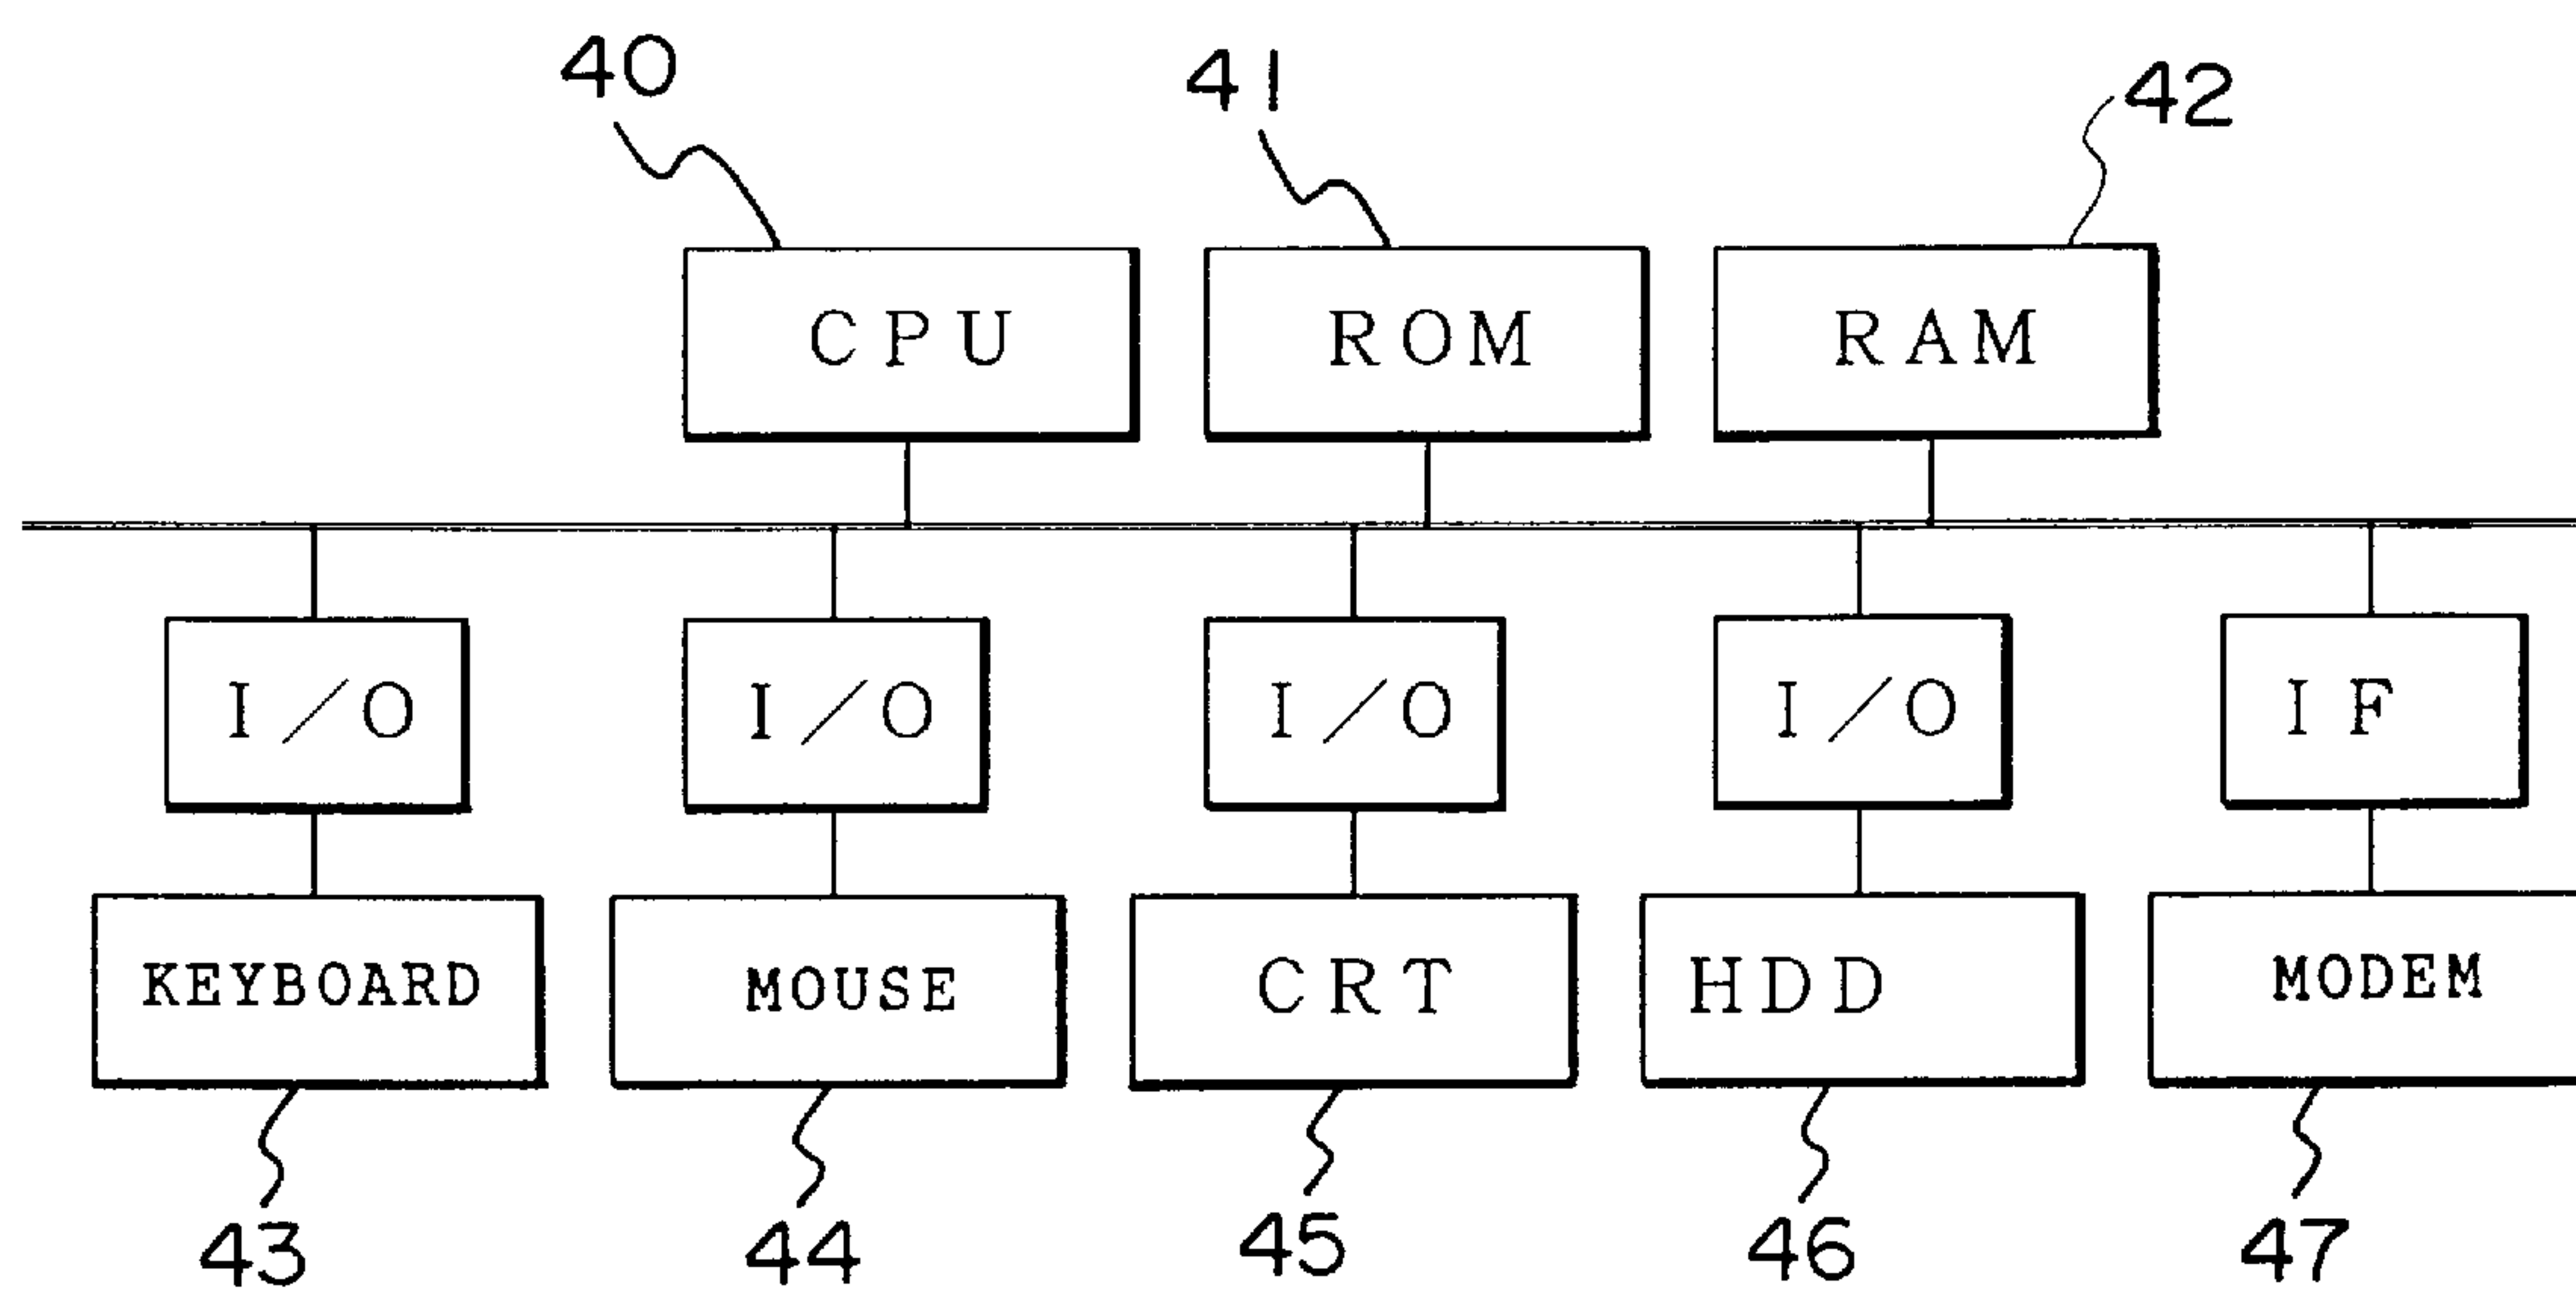 40 41 42
CPU ROM RAM
I/O I/O I/O I/O IF
KEYBOARD MOUSE CRT HDD MODEM
43 44 45 46 47